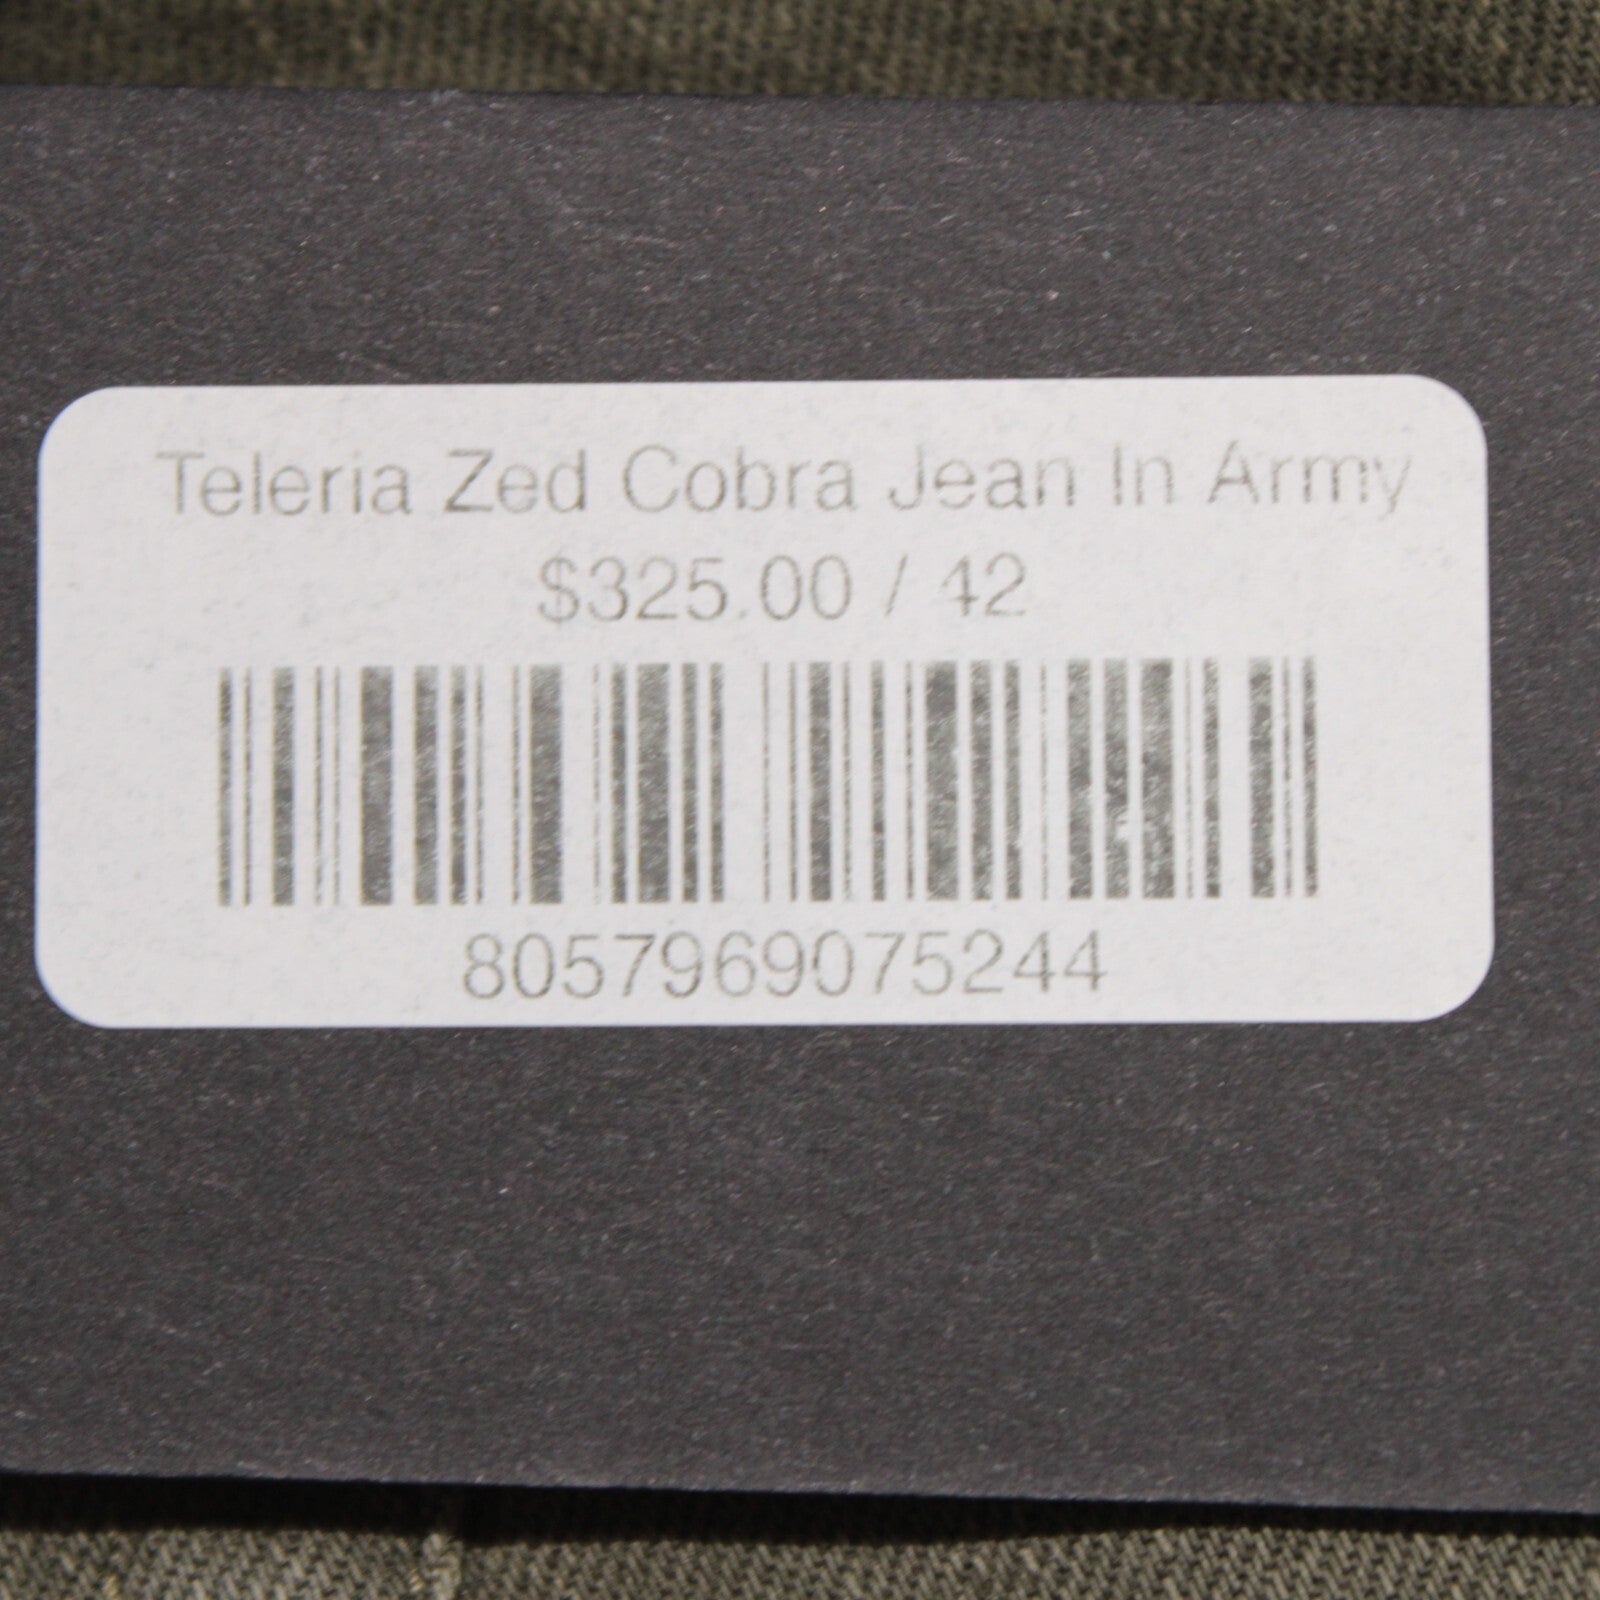 Teleria Zed Cobra Jean In Army
$325.00 / 42
8057969075244